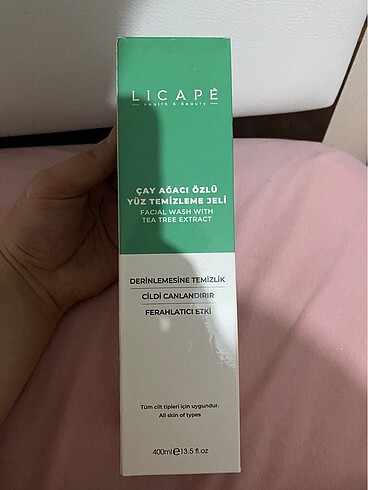 LICAPÉ
Health & Beauty
ÇAY AĞACI ÖZLÜ
YÜZ TEMİZLEME JELİ
FACIAL WASH WITH
TEA TREE EXTRACT
DERİNLEMESİNE TEMİZLİK
CİLDİ CANLANDIRIR
FERAHLATICI ETKİ
Tüm cilt tipleri için uygundur.
All skin of types
400ml℮13.5 fl.oz